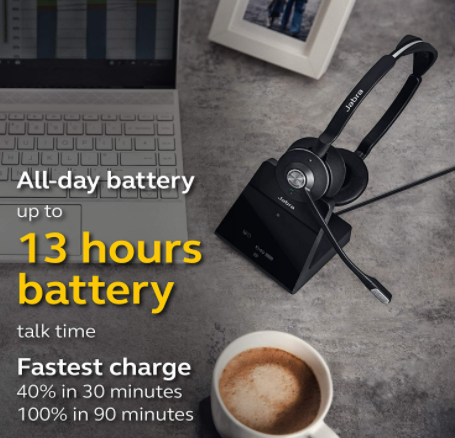 Jabra
Jabra
All-day battery
up to
13 hours
battery
talk time
Fastest charge
40% in 30 minutes
100% in 90 minutes